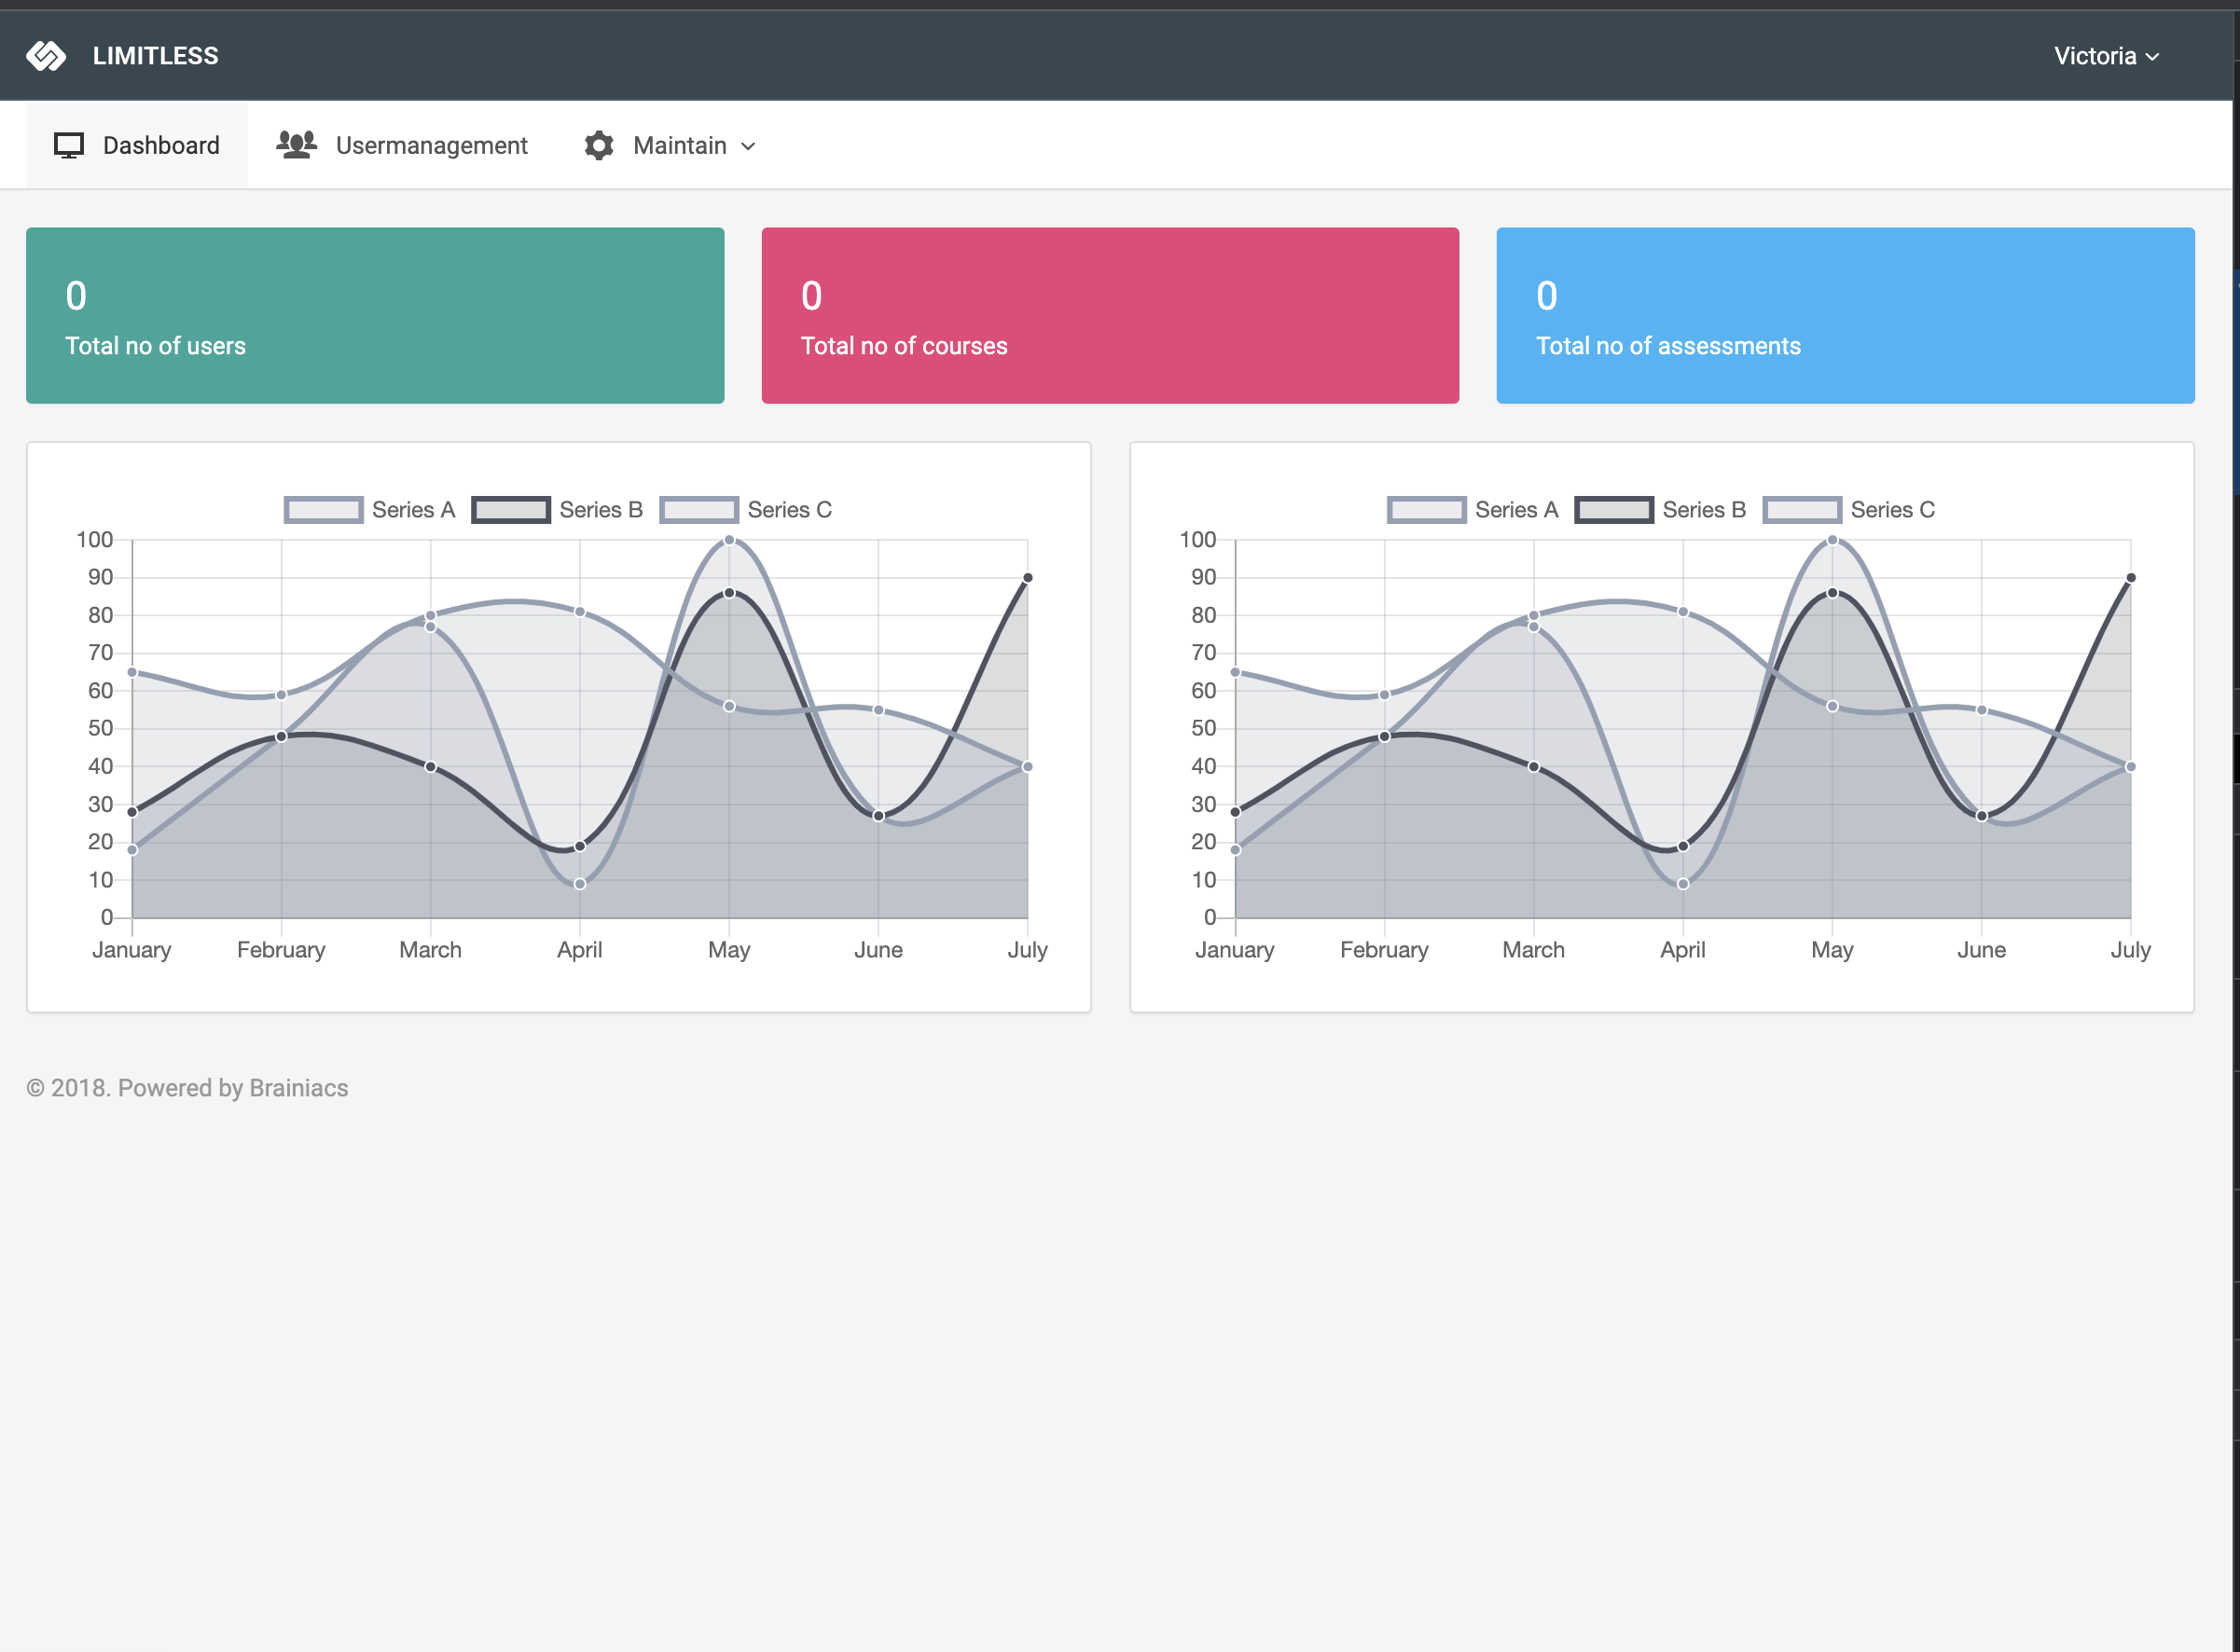 LIMITLESS
Victoria
Dashboard Usermanagement Maintain
0
Total no of users
0
Total no of courses
0
Total no of assessments
Series A Series B Series C
100
90
80
70
60
50
40
30
20
10
0
January February March April May June July
Series A Series B Series C
100
90
80
70
60
50
40
30
20
10
0
January February March April May June July
© 2018. Powered by Brainiacs